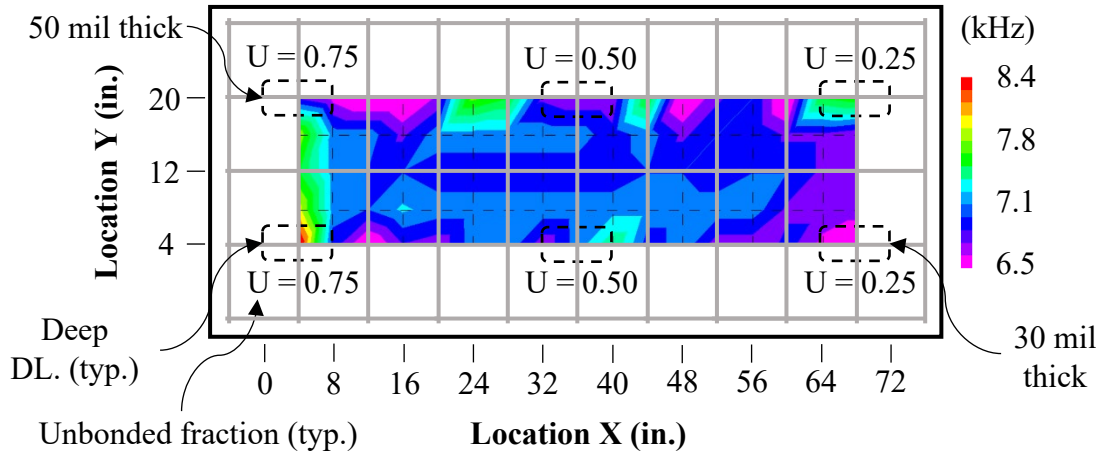 50 mil thick
U = 0.75
U = 0.50
U = 0.25
(kHz)
8.4
7.8
7.1
6.5
Location Y (in.)
20
12
4
U = 0.75
U = 0.50
U = 0.25
Deep
DL. (typ.)
30 mil
thick
0
8
16
24
32
40
48
56
64
72
Unbonded fraction (typ.)
Location X (in.)